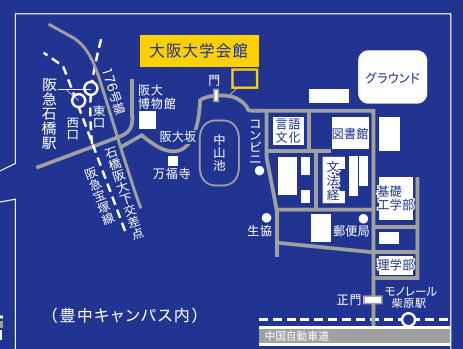 大阪大学会館
グラウンド
176号線
阪急石橋駅
西口
東口
阪大
博物館
門
阪大坂
万福寺
中山池
コンビニ
言語
文化
図書館
文・法・経
基礎
工学部
石橋阪大下交差点
阪急宝塚線
生協
郵便局
理学部
正門
モノレール
柴原駅
(豊中キャンパス内)
中国自動車道